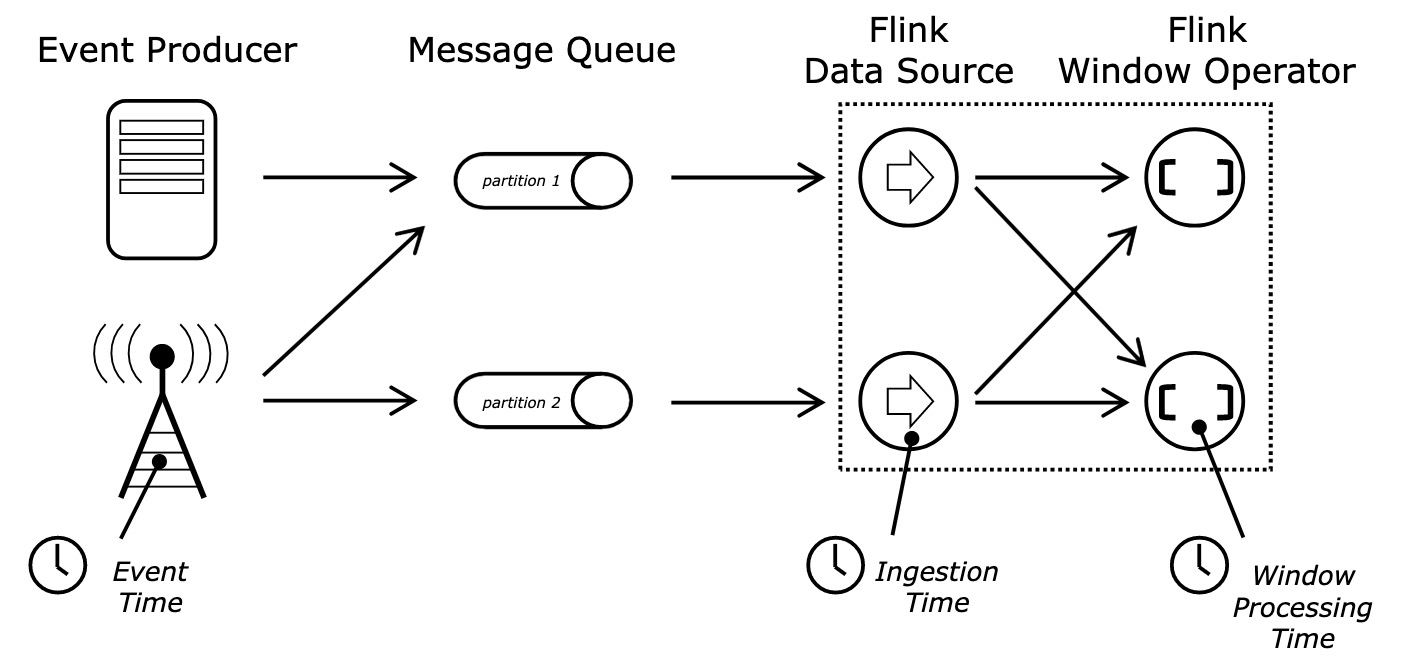 Event Producer
Message Queue
Flink
Data Source
Flink
Window Operator
partition 1
partition 2
Event
Time
Ingestion
Time
Window
Processing
Time